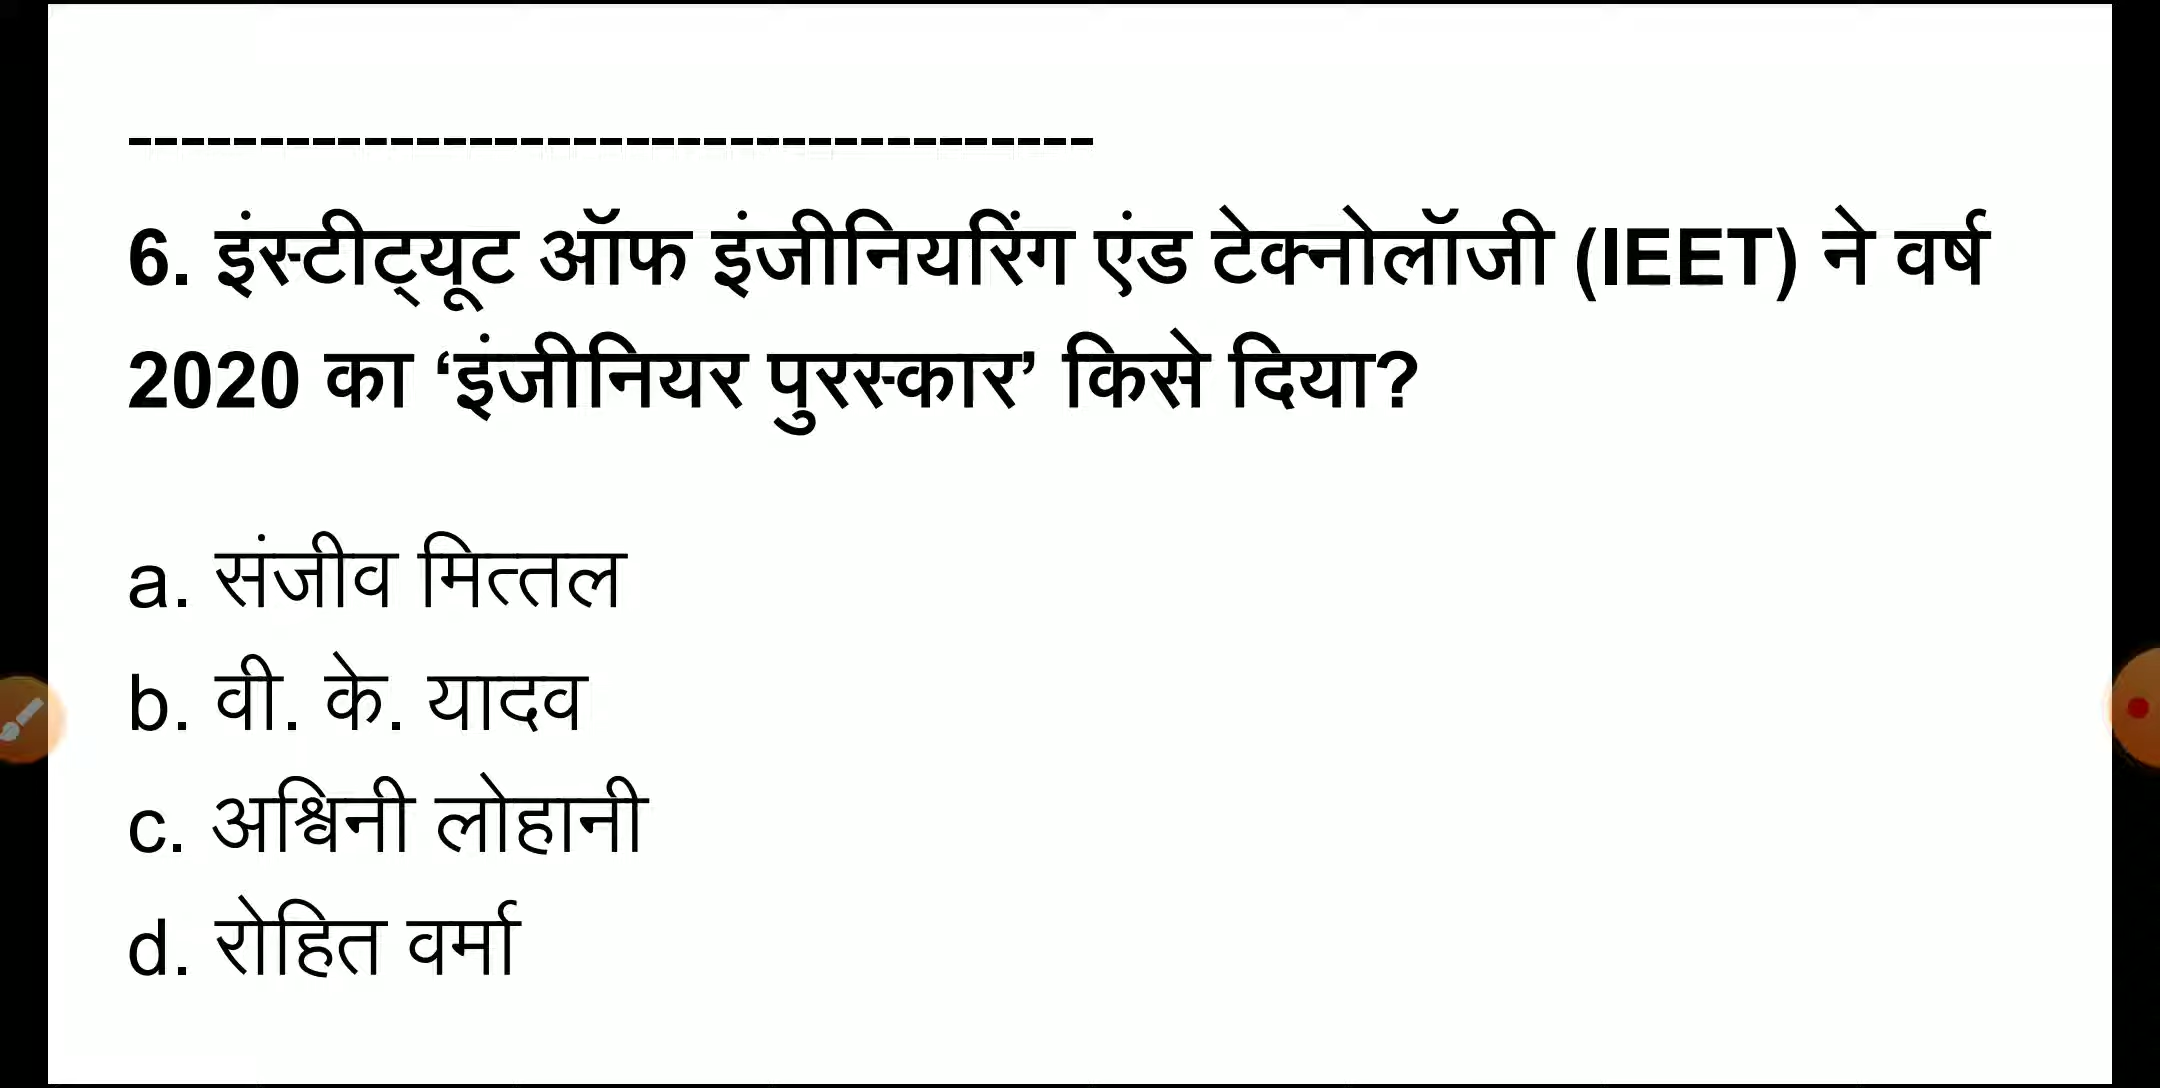 ------------------------------------
6. इंस्टीट्यूट ऑफ इंजीनियरिंग एंड टेक्नोलॉजी (IEET) ने वर्ष
2020 का ‘इंजीनियर पुरस्कार’ किसे दिया?
a. संजीव मित्तल
b. वी. के. यादव
c. अश्विनी लोहानी
d. रोहित वर्मा